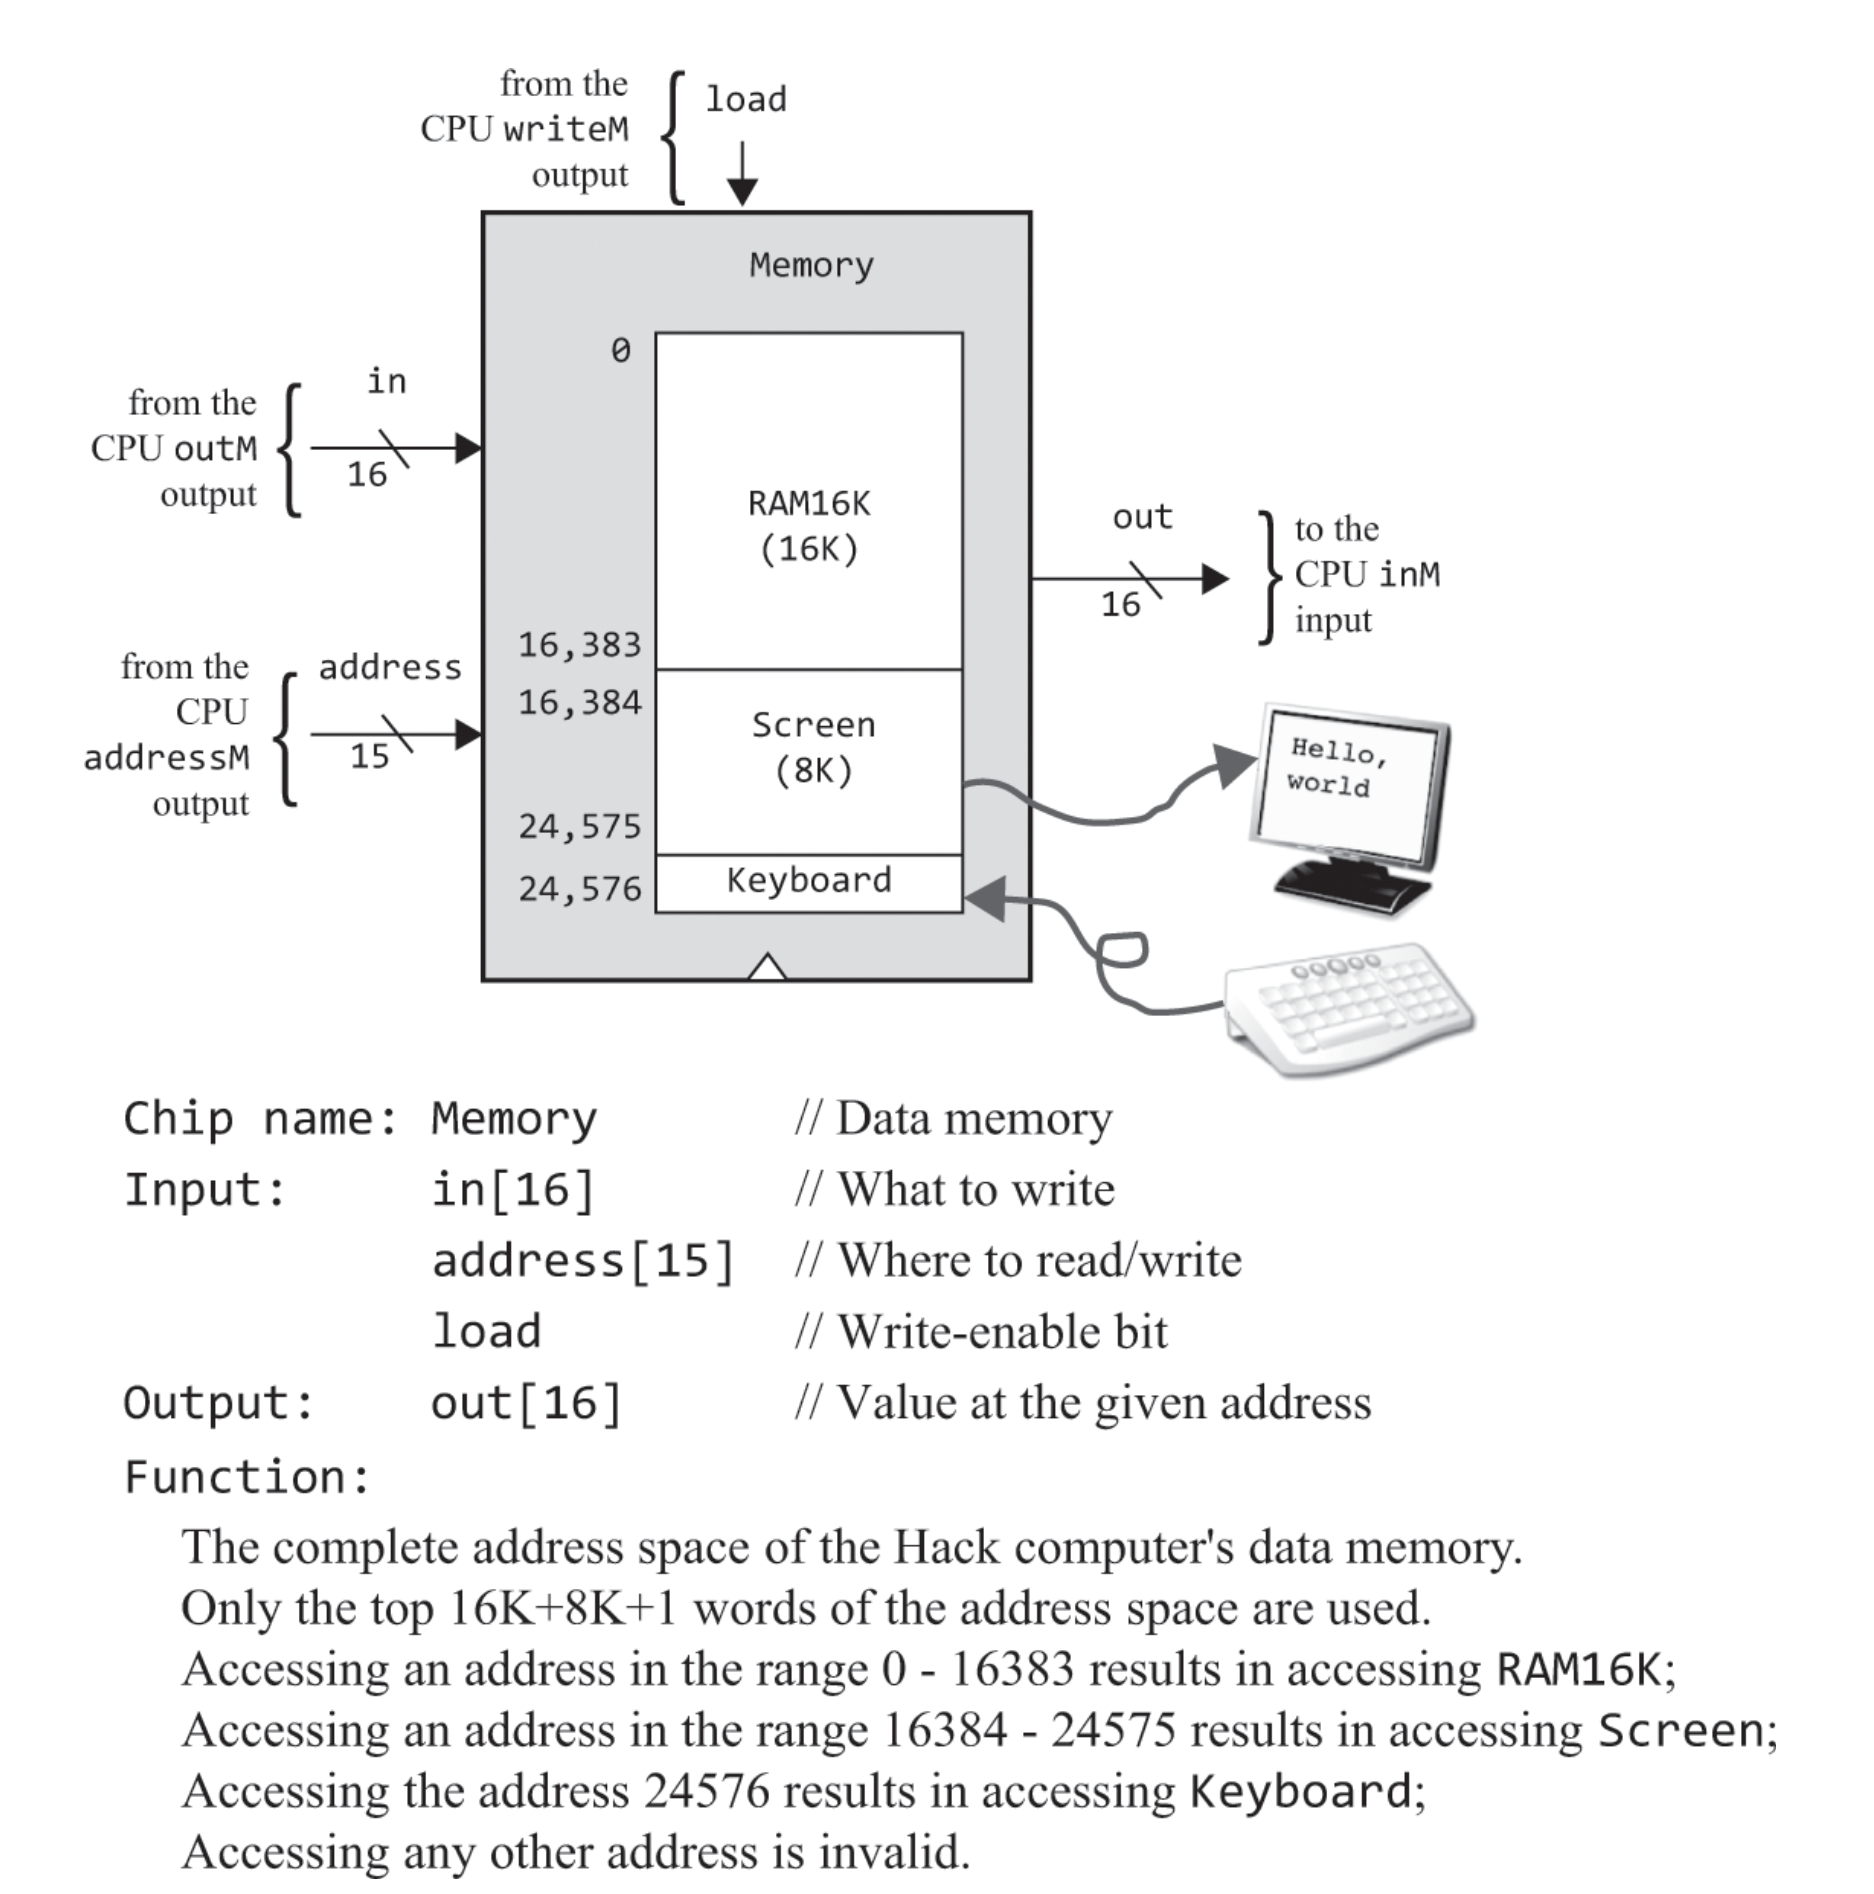 from the
CPU writeM
output
load
Memory
0
in
from the
CPU outM
output
16
RAM16K
(16K)
out
16
to the
CPU inM
input
16,383
address
from the
CPU
addressM
output
15
16,384
Screen
(8K)
Hello,
world
24,575
Keyboard
24,576
Chip name: Memory // Data memory
Input: in[16] // What to write
address[15] // Where to read/write
load // Write-enable bit
Output: out[16] // Value at the given address
Function:
The complete address space of the Hack computer's data memory.
Only the top 16K+8K+1 words of the address space are used.
Accessing an address in the range 0 - 16383 results in accessing RAM16K;
Accessing an address in the range 16384 - 24575 results in accessing Screen;
Accessing the address 24576 results in accessing Keyboard;
Accessing any other address is invalid.